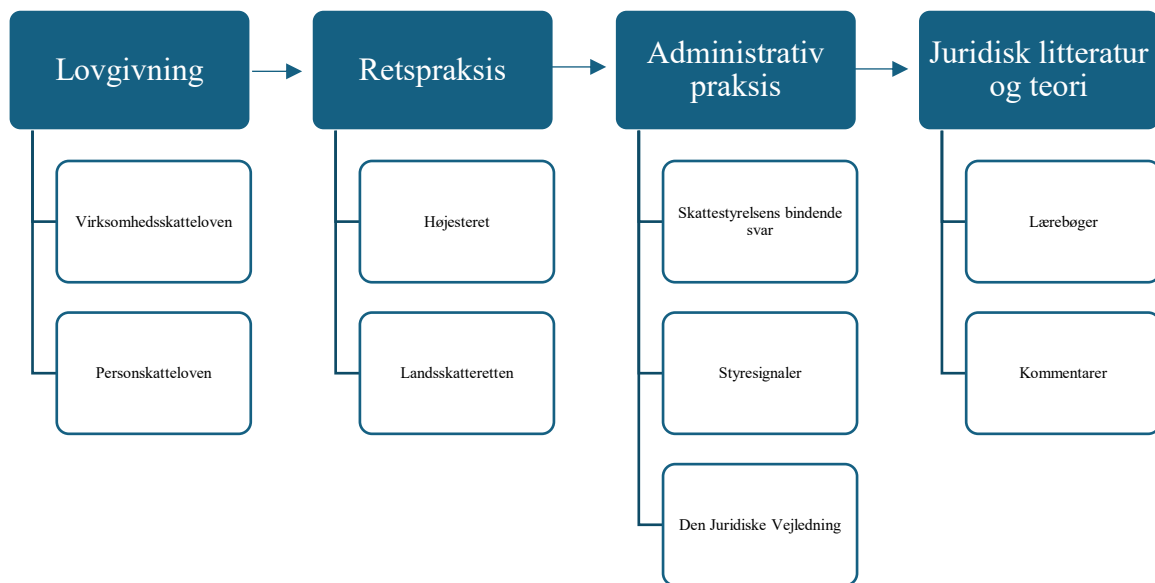 Lovgivning
Virksomhedsskatteloven
Personskatteloven
Retspraksis
Højesteret
Landsskatteretten
Administrativ
praksis
Skattestyrelsens bindende
svar
Styresignaler
Den Juridiske Vejledning
Juridisk litteratur
og teori
Lærebøger
Kommentarer